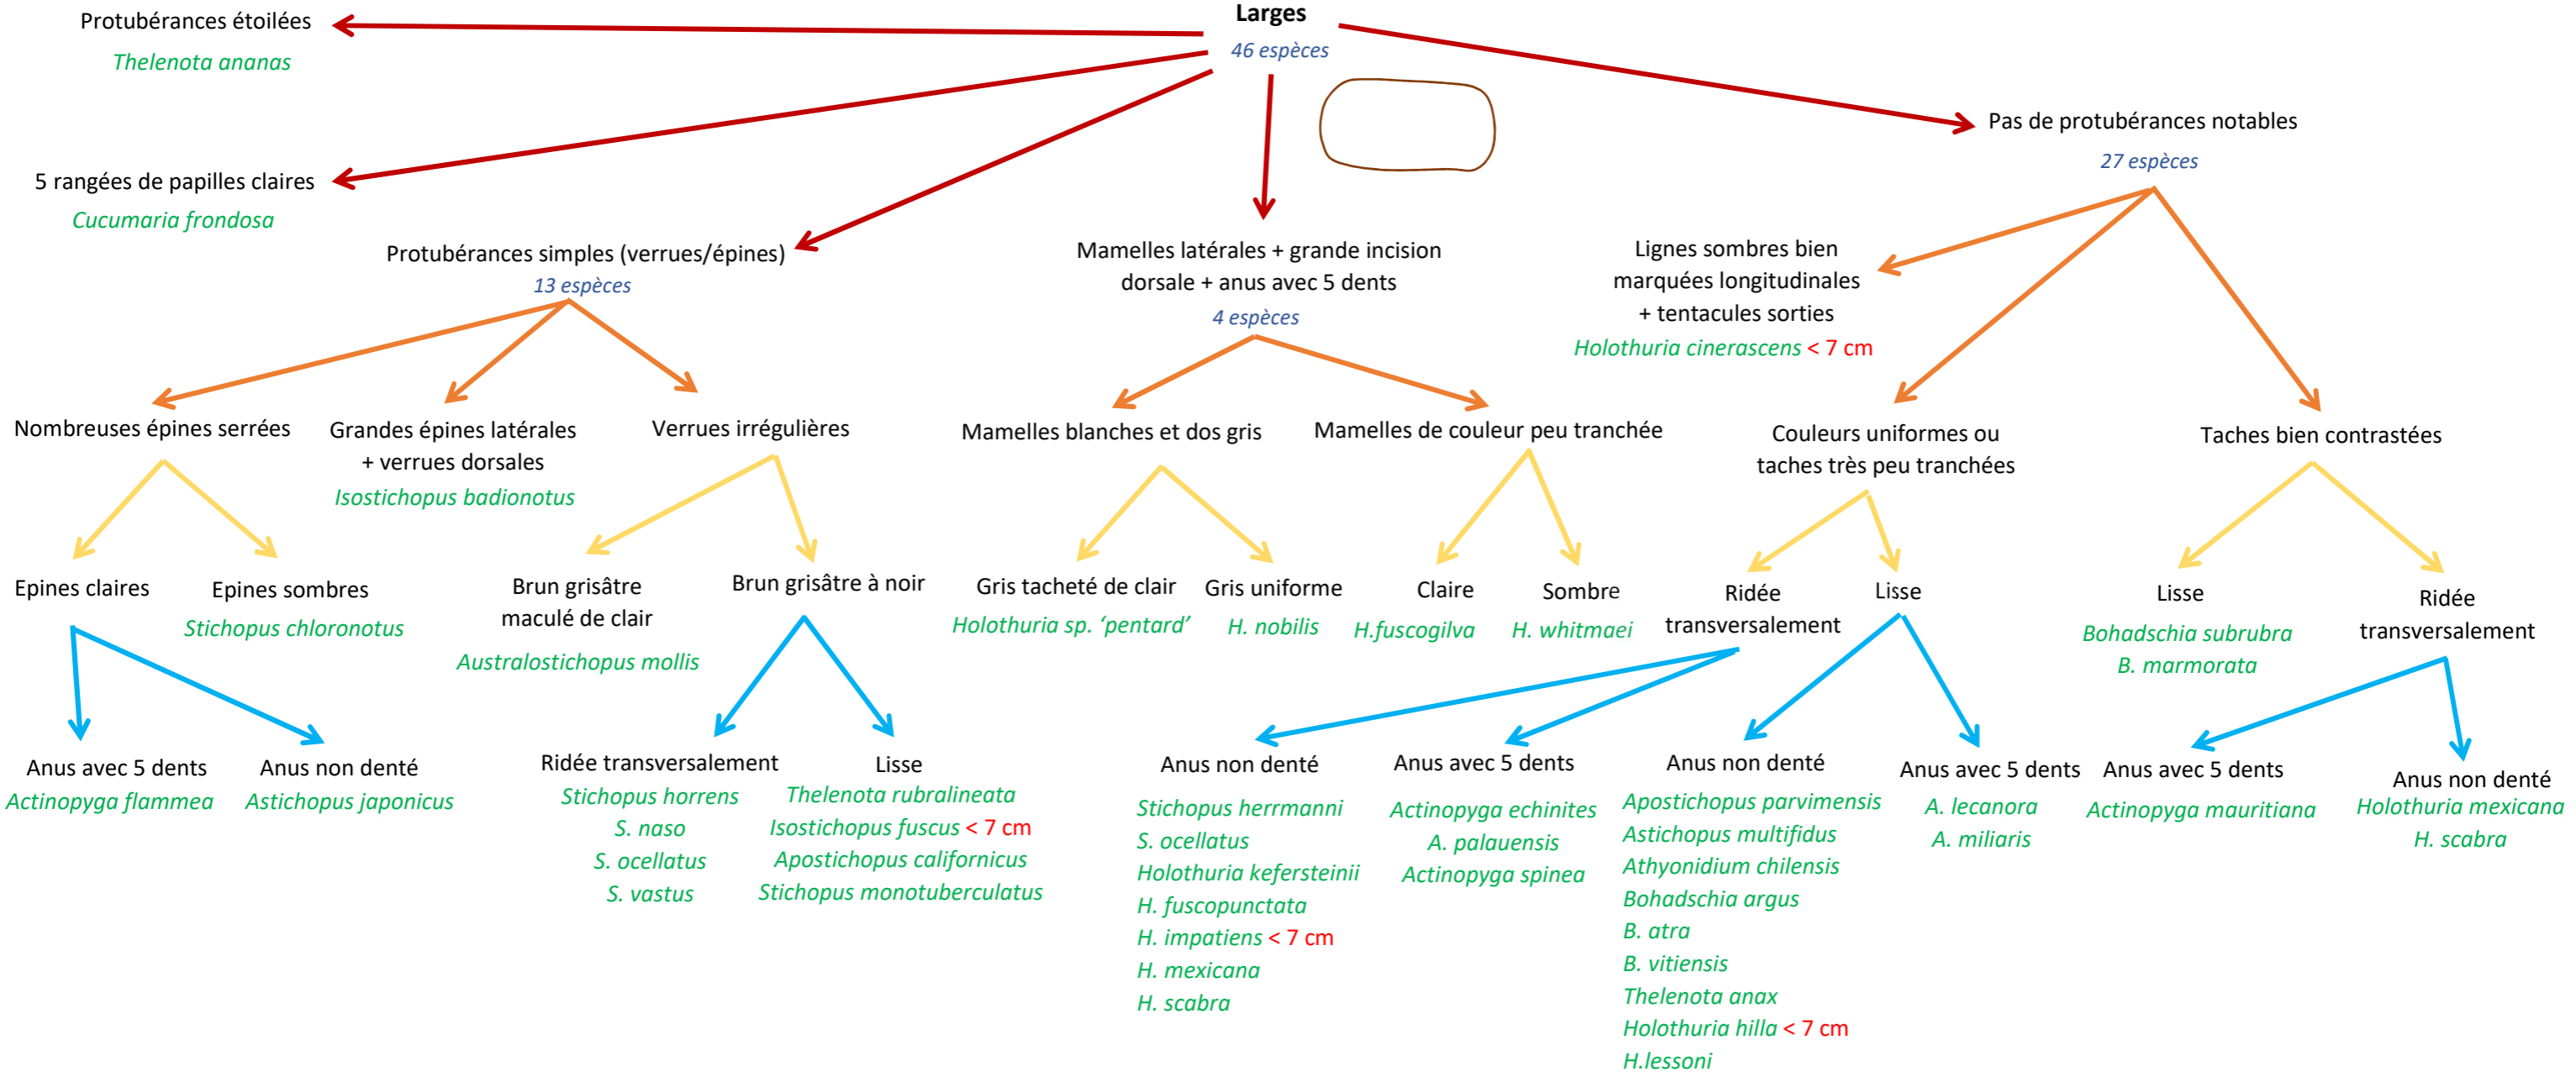 Larges
46 espèces
Protubérances étoilées
Thelenota ananas
5 rangées de papilles claires
Cucumaria frondosa
Protubérances simples (verrues/épines)
13 espèces
Mamelles latérales + grande incision
dorsale + anus avec 5 dents
4 espèces
Pas de protubérances notables
27 espèces
Lignes sombres bien
marquées longitudinales
+ tentacules sorties
Holothuria cinerascens < 7 cm
Nombreuses épines serrées
Grandes épines latérales
+ verrues dorsales
Isostichopus badionotus
Verrues irrégulières
Mamelles blanches et dos gris
Mamelles de couleur peu tranchée
Couleurs uniformes ou
taches très peu tranchées
Taches bien contrastées
Epines claires
Epines sombres
Stichopus chloronotus
Brun grisâtre
maculé de clair
Australostichopus mollis
Brun grisâtre à noir
Gris tacheté de clair
Holothuria sp. ‘pentard’
Gris uniforme
H. nobilis
Claire
H.fuscogilva
Sombre
H. whitmaei
Ridée
transversalement
Lisse
Lisse
Bohadschia subrubra
B. marmorata
Ridée
transversalement
Anus avec 5 dents
Actinopyga flammea
Anus non denté
Astichopus japonicus
Ridée transversalement
Stichopus horrens
S. naso
S. ocellatus
S. vastus
Lisse
Thelenota rubralineata
Isostichopus fuscus < 7 cm
Apostichopus californicus
Stichopus monotuberculatus
Anus non denté
Stichopus herrmanni
S. ocellatus
Holothuria kefersteinii
H. fuscopunctata
H. impatiens < 7 cm
H. mexicana
H. scabra
Anus avec 5 dents
Actinopyga echinites
A. palauensis
Actinopyga spinea
Anus non denté
Apostichopus parvimensis
Astichopus multifidus
Athyonidium chilensis
Bohadschia argus
B. atra
B. vitiensis
Thelenota anax
Holothuria hilla < 7 cm
H.lessoni
Anus avec 5 dents
A. lecanora
A. miliaris
Anus avec 5 dents
Actinopyga mauritiana
Anus non denté
Holothuria mexicana
H. scabra